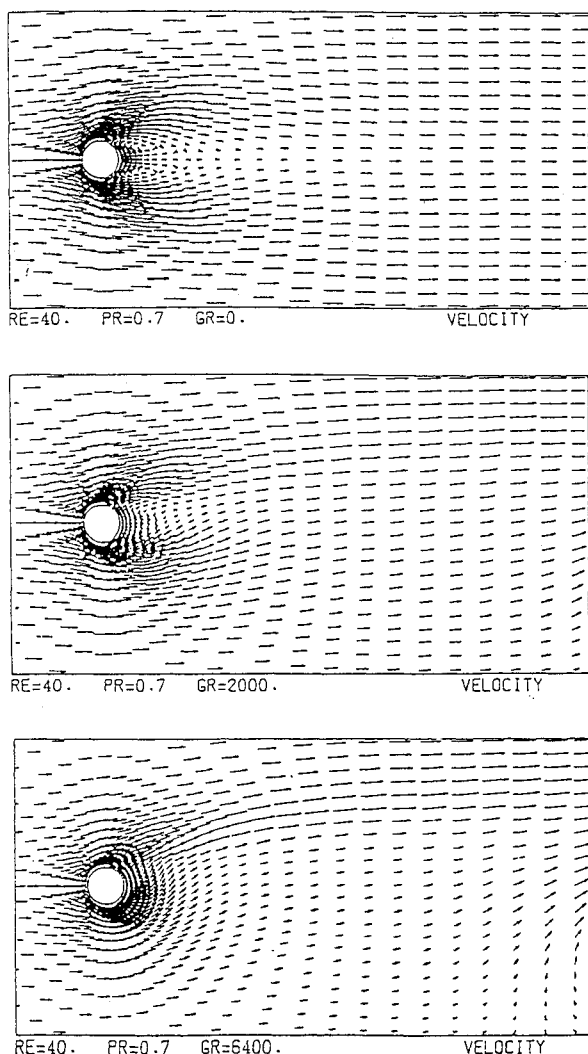 RE=40. PR=0.7 GR=0. VELOCITY
RE=40. PR=0.7 GR=2000. VELOCITY
RE=40. PR=0.7 GR=6400. VELOCITY